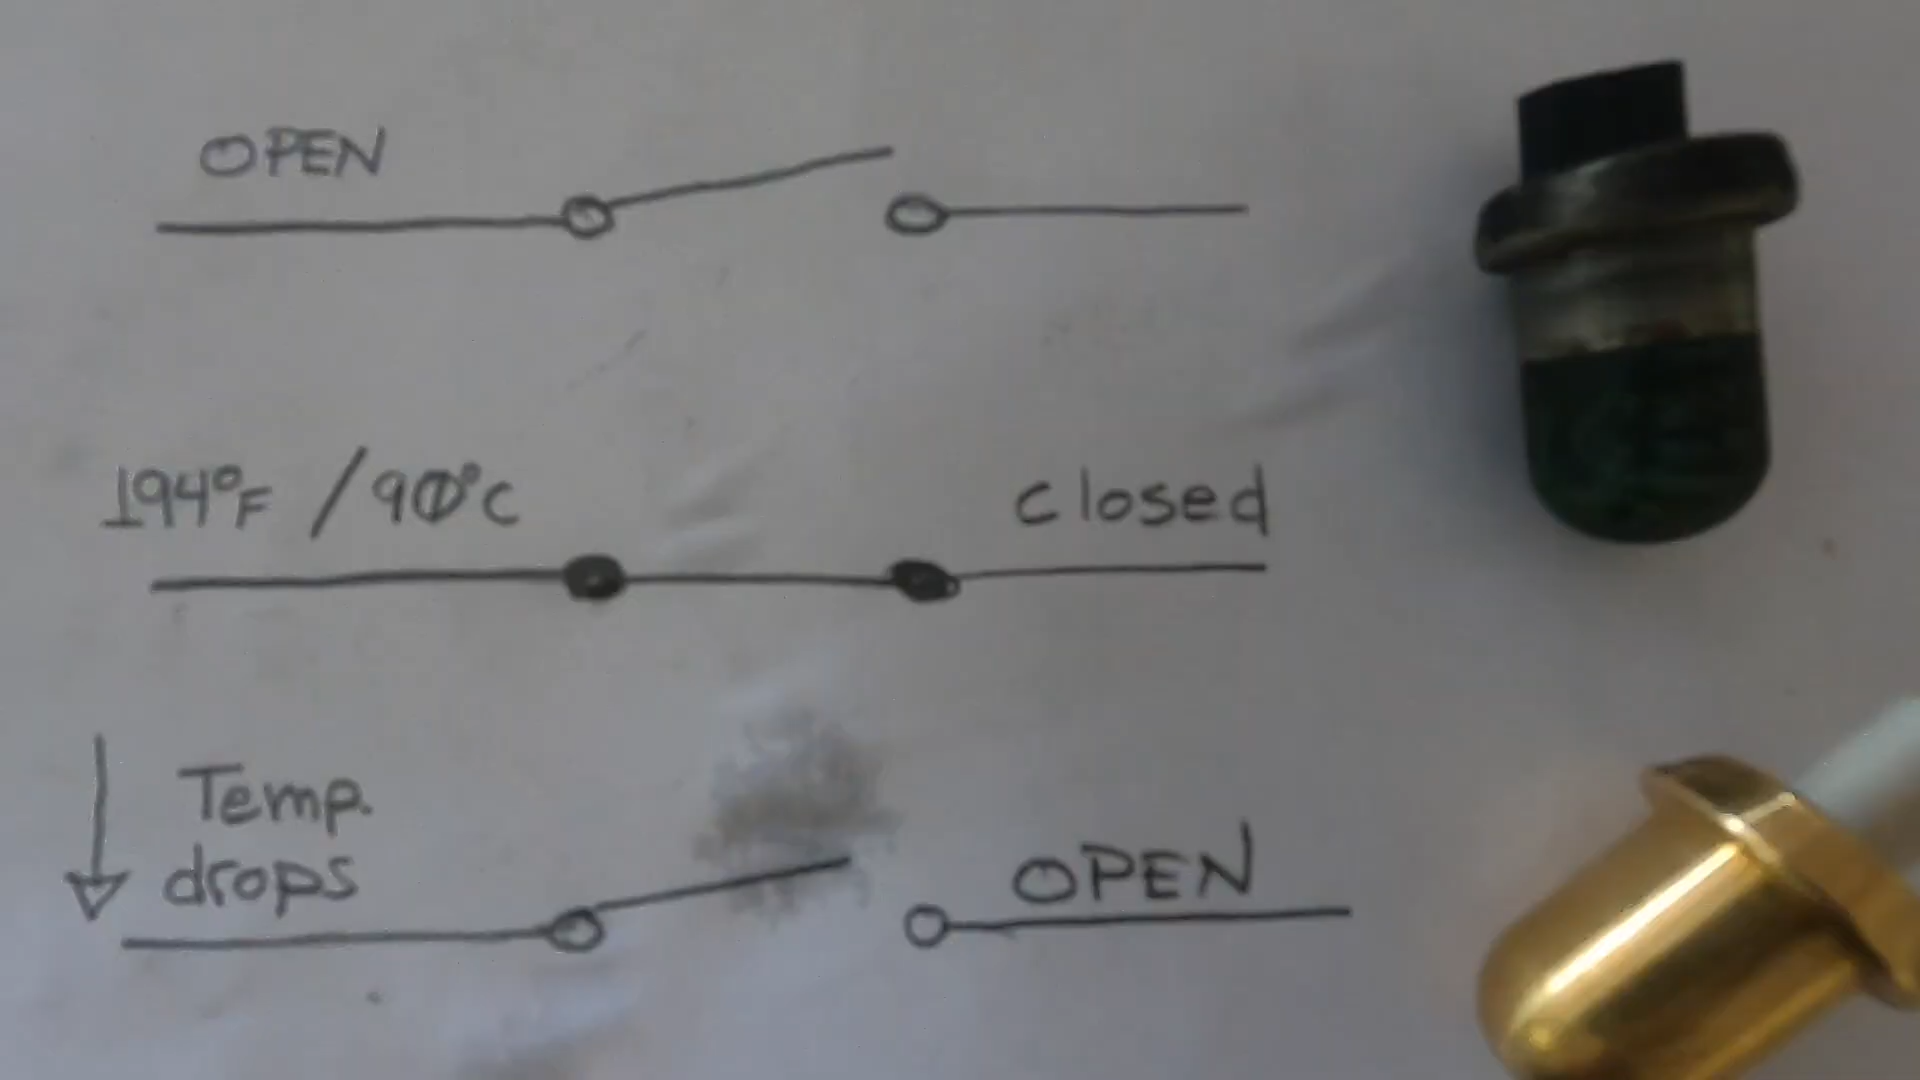 OPEN
194°F / 90°C
closed
Temp.
drops
OPEN